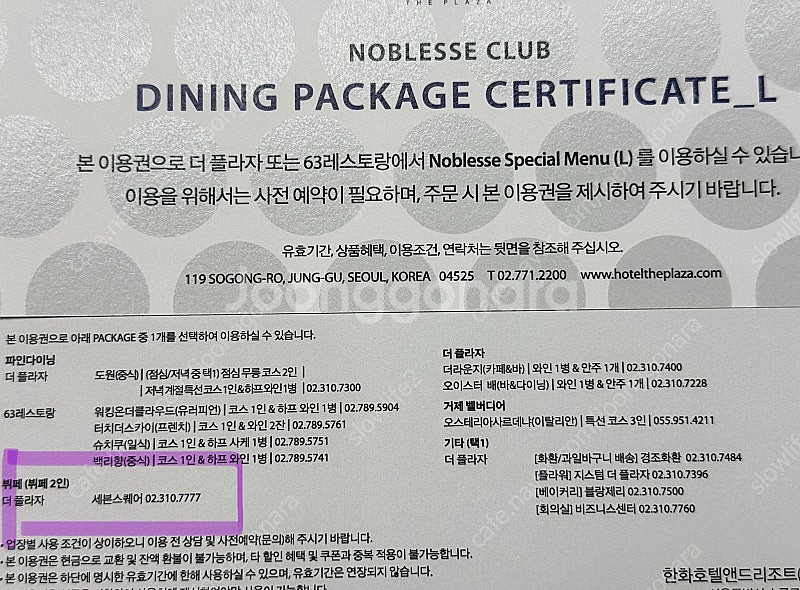 THE PLAZA
NOBLESSE CLUB
DINING PACKAGE CERTIFICATE_L
본 이용권으로 더 플라자 또는 63레스토랑에서 Noblesse Special Menu (L) 를 이용하실 수 있습니
이용을 위해서는 사전 예약이 필요하며, 주문 시 본 이용권을 제시하여 주시기 바랍니다.
유효기간, 상품혜택, 이용조건, 연락처는 뒷면을 참조해 주십시오.
119 SOGONG-RO, JUNG-GU, SEOUL, KOREA 04525 T 02.771.2200 www.hoteltheplaza.com
Joonggonara
본 이용권으로 아래 PACKAGE 중 1개를 선택하여 이용하실 수 있습니다.
파인다이닝
더 플라자 도원(중식) | (점심/저녁 중 택1) 점심 무릉 코스 2인 |
| 저녁 계절특선코스 1인 & 하프와인 1병 | 02.310.7300
63레스토랑 워킹온더클라우드(유러피언) | 코스 1인 & 하프 와인 1병 | 02.789.5904
터치더스카이(프렌치) | 코스 1인 & 와인 2잔 | 02.789.5761
슈치쿠(일식) | 코스 1인 & 하프 사케 1병 | 02.789.5751
백리향(중식) | 코스 1인 & 하프 와인 1병 | 02.789.5741
뷔페 (뷔페 2인)
더 플라자 세븐스퀘어 02.310.7777
더 플라자
더라운지(카페&바) | 와인 1병 & 안주 1개 | 02.310.7400
오이스터 배(바&다이닝) | 와인 1병 & 안주 1개 | 02.310.7228
거제 벨버디어
오스테리아사르데냐(이탈리안) | 특선 코스 3인 | 055.951.4211
기타 (택1)
더 플라자 [화환/과일바구니 배송] 경조화환 02.310.7484
[플라워] 지스텀 더 플라자 02.310.7396
[베이커리] 블랑제리 02.310.7500
[회의실] 비즈니스센터 02.310.7760
• 업장별 사용 조건이 상이하오니 이용 전 상담 및 사전예약(문의)해 주시기 바랍니다.
• 본 이용권은 현금으로 교환 및 잔액 환불이 불가능하며, 타 할인 혜택 및 쿠폰과 중복 적용이 불가능합니다.
• 본 이용권은 하단에 명시한 유효기간에 한해 사용하실 수 있으며, 유효기간은 연장되지 않습니다.
한화호텔앤드리조트(